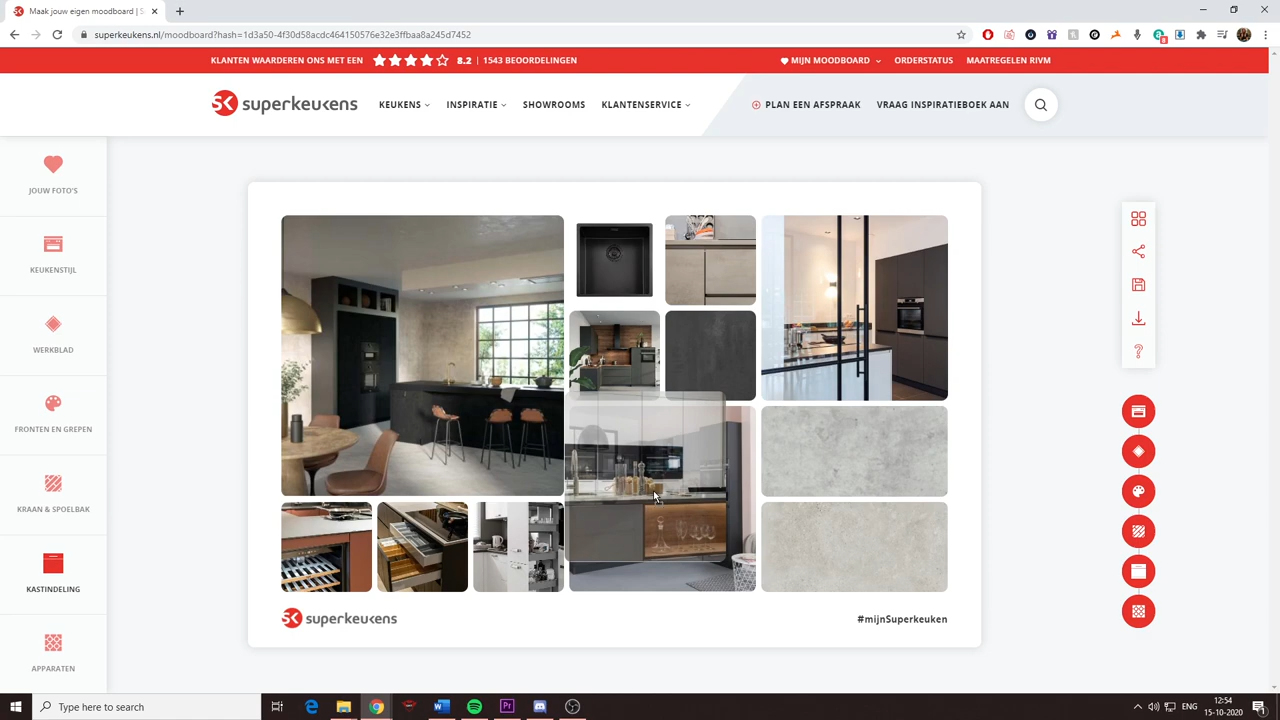 Maak jouw eigen moodboard | S
superkeukens.nl/moodboard?hash=1d3a50-4f30d58acdc464150576e32e3ffbaa8a245d7452
KLANTEN WAARDEREN ONS MET EEN 8.2 | 1543 BEOORDELINGEN
MIJN MOODBOARD ORDERSTATUS MAATREGELEN RIVM
SK superkeukens
KEUKENS INSPIRATIE SHOWROOMS KLANTENSERVICE
PLAN EEN AFSPRAAK VRAAG INSPIRATIEBOEK AAN
JOUW FOTO'S
KEUKENSTIJL
WERKBLAD
FRONTEN EN GREPEN
KRAAN & SPOELBAK
KASTINDELING
APPARATEN
SK superkeukens
#mijnSuperkeuken
Type here to search
ENG
12:54
15-10-2020